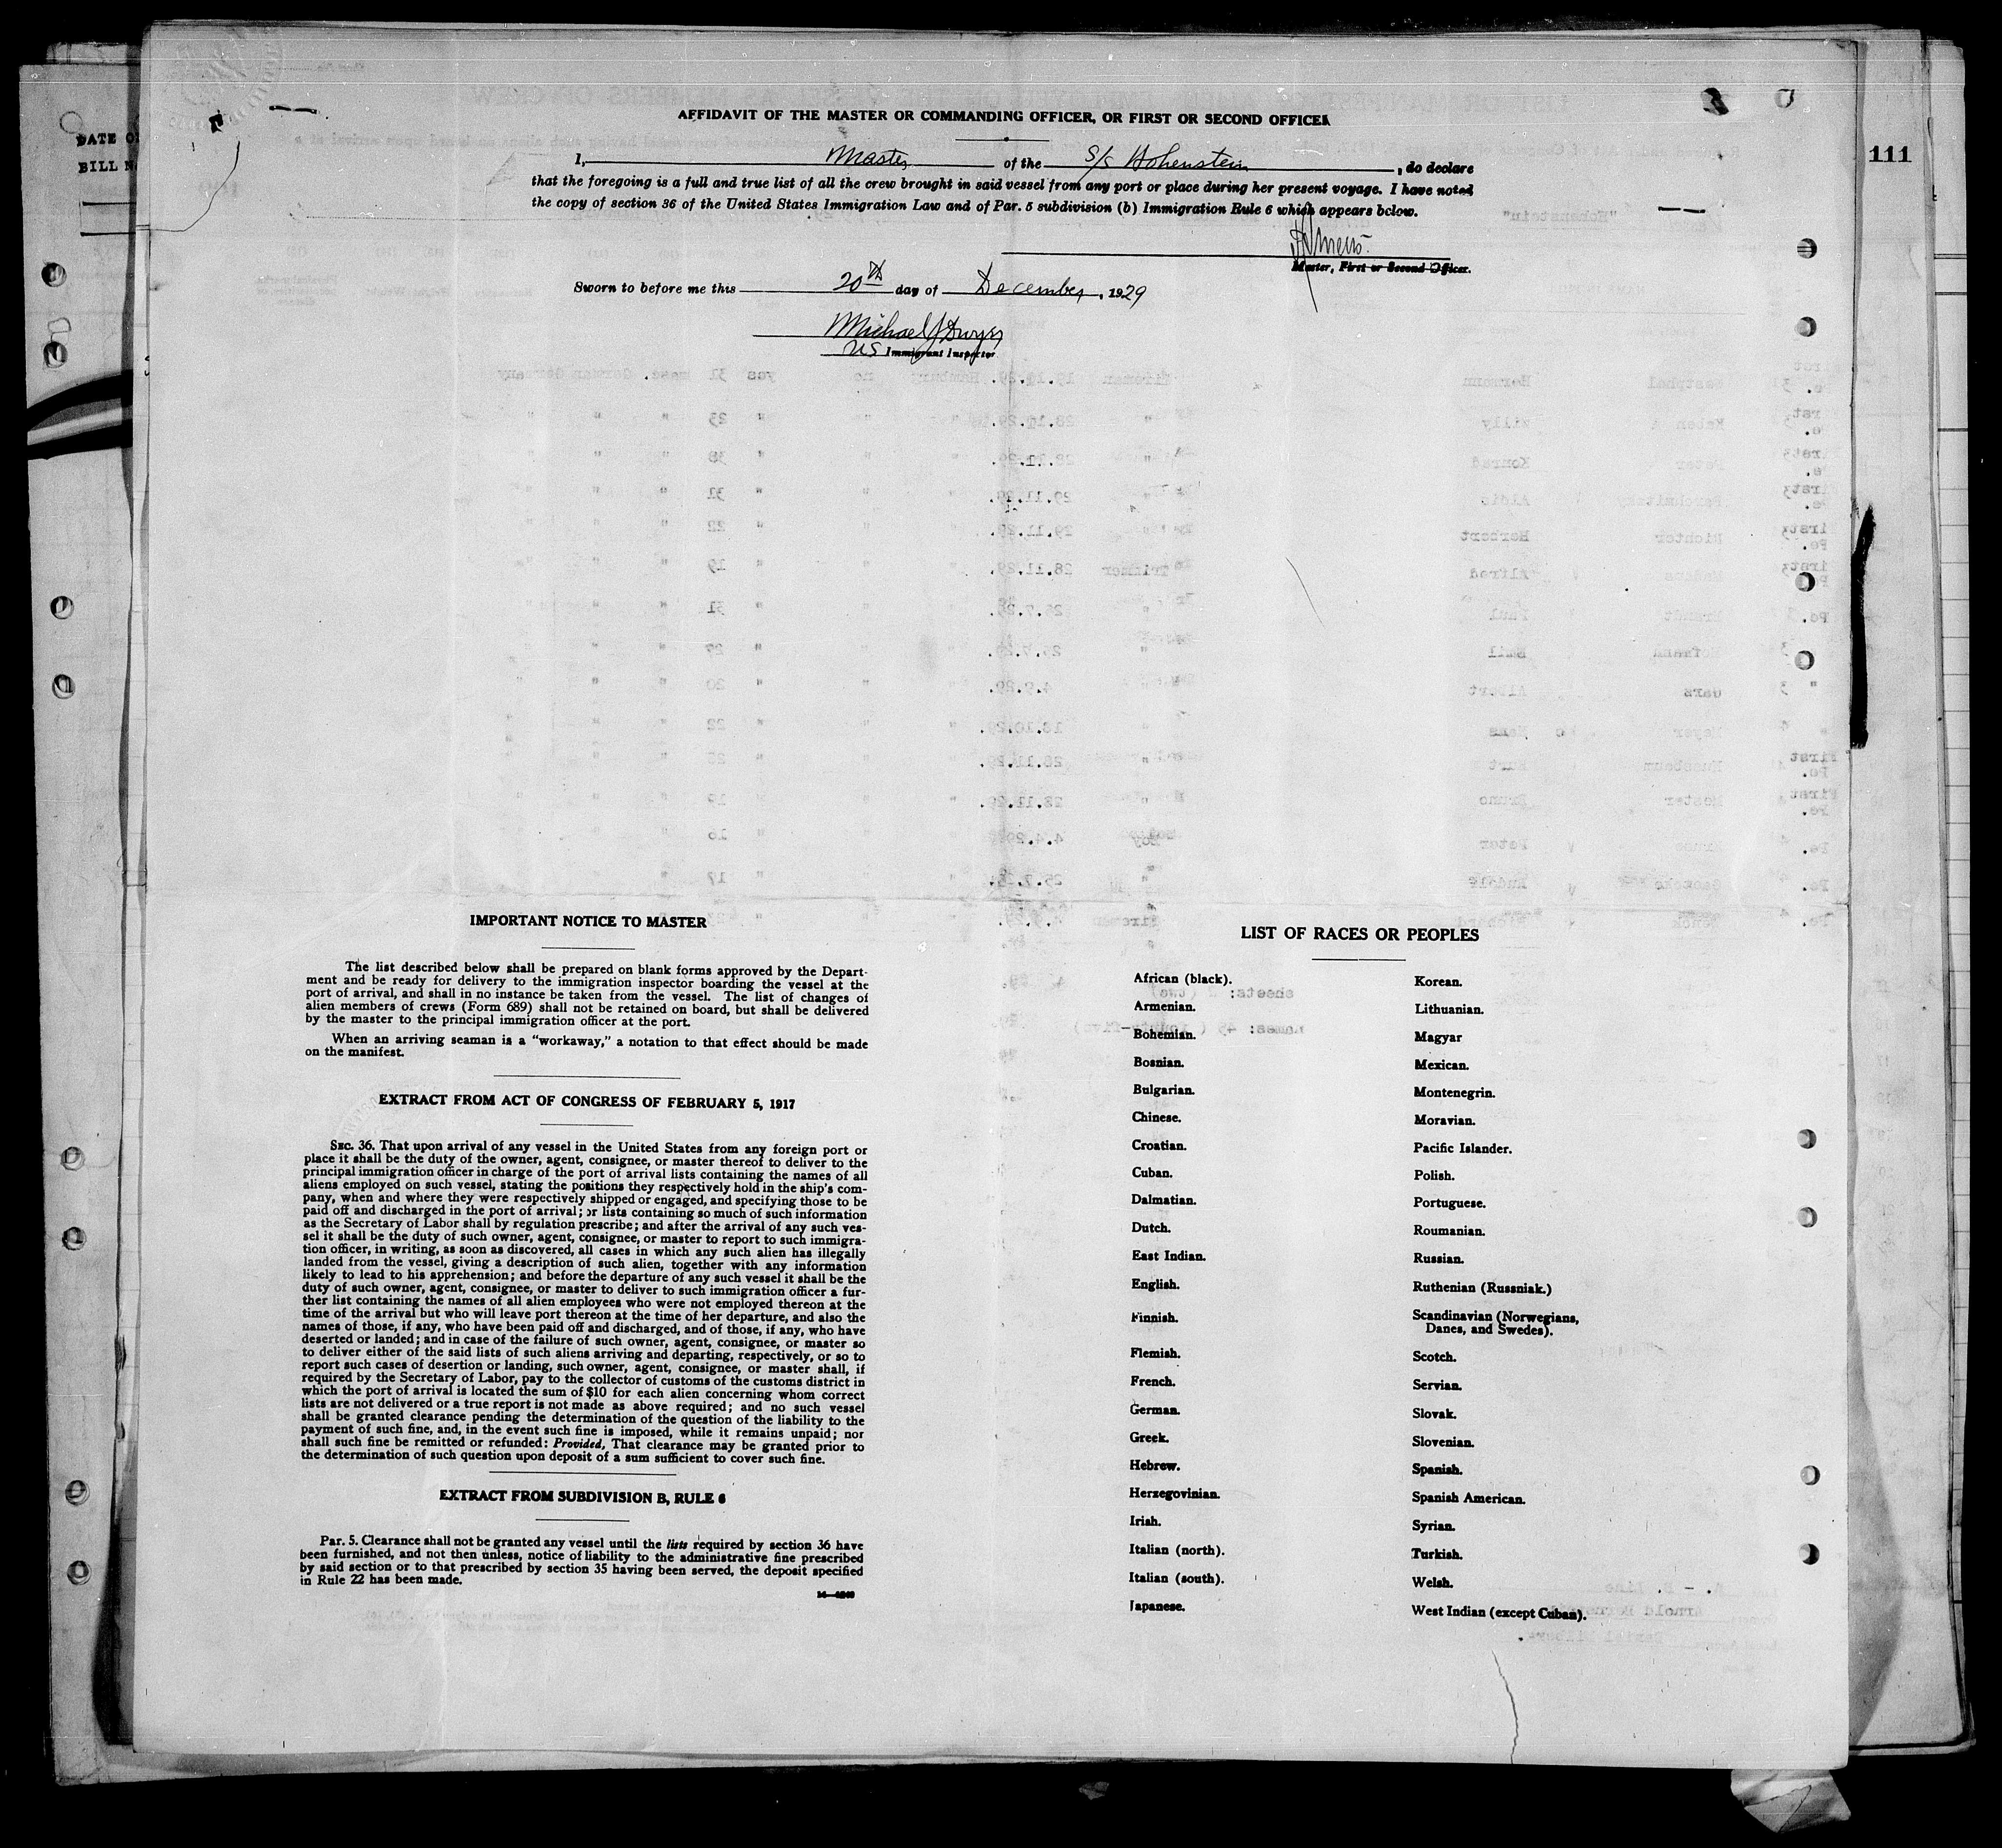 111
DATE O
BILL N
AFFIDAVIT OF THE MASTER OR COMMANDING OFFICER, OR FIRST OR SECOND OFFICER
I, Master of the S/S Hohenstein, do declare
that the foregoing is a full and true list of all the crew brought in said vessel from any port or place during her present voyage. I have noted
the copy of section 36 of the United States Immigration Law and of Par. 5 subdivision (b) Immigration Rule 6 which appears below.
Master, First or Second Officer.
Sworn to before me this 20th day of December, 1929
Michael J Dwyer
US Immigrant Inspector
IMPORTANT NOTICE TO MASTER
The list described below shall be prepared on blank forms approved by the Depart-
ment and be ready for delivery to the immigration inspector boarding the vessel at the
port of arrival, and shall in no instance be taken from the vessel. The list of changes of
alien members of crews (Form 689) shall not be retained on board, but shall be delivered
by the master to the principal immigration officer at the port.
When an arriving seaman is a "workaway," a notation to that effect should be made
on the manifest.
EXTRACT FROM ACT OF CONGRESS OF FEBRUARY 5, 1917
SEC. 36. That upon arrival of any vessel in the United States from any foreign port or
place it shall be the duty of the owner, agent, consignee, or master thereof to deliver to the
principal immigration officer in charge of the port of arrival lists containing the names of all
aliens employed on such vessel, stating the positions they respectively hold in the ship's com-
pany, when and where they were respectively shipped or engaged, and specifying those to be
paid off and discharged in the port of arrival; or lists containing so much of such information
as the Secretary of Labor shall by regulation prescribe; and after the arrival of any such ves-
sel it shall be the duty of such owner, agent, consignee, or master to report to such immigra-
tion officer, in writing, as soon as discovered, all cases in which any such alien has illegally
landed from the vessel, giving a description of such alien, together with any information
likely to lead to his apprehension; and before the departure of any such vessel it shall be the
duty of such owner, agent, consignee, or master to deliver to such immigration officer a fur-
ther list containing the names of all alien employees who were not employed thereon at the
time of the arrival but who will leave port thereon at the time of her departure, and also the
names of those, if any, who have been paid off and discharged, and of those, if any, who have
deserted or landed; and in case of the failure of such owner, agent, consignee, or master so
to deliver either of the said lists of such aliens arriving and departing, respectively, or so to
report such cases of desertion or landing, such owner, agent, consignee, or master shall, if
required by the Secretary of Labor, pay to the collector of customs of the customs district in
which the port of arrival is located the sum of $10 for each alien concerning whom correct
lists are not delivered or a true report is not made as above required; and no such vessel
shall be granted clearance pending the determination of the question of the liability to the
payment of such fine, and, in the event such fine is imposed, while it remains unpaid; nor
shall such fine be remitted or refunded: Provided, That clearance may be granted prior to
the determination of such question upon deposit of a sum sufficient to cover such fine.
EXTRACT FROM SUBDIVISION B, RULE 6
Par. 5. Clearance shall not be granted any vessel until the lists required by section 36 have
been furnished, and not then unless, notice of liability to the administrative fine prescribed
by said section or to that prescribed by section 35 having been served, the deposit specified
in Rule 22 has been made.
LIST OF RACES OR PEOPLES
African (black).
Armenian.
Bohemian.
Bosnian.
Bulgarian.
Chinese.
Croatian.
Cuban.
Dalmatian.
Dutch.
East Indian.
English.
Finnish.
Flemish.
French.
German.
Greek.
Hebrew.
Herzegovinian.
Irish.
Italian (north).
Italian (south).
Japanese.
Korean.
Lithuanian.
Magyar
Mexican.
Montenegrin.
Moravian.
Pacific Islander.
Polish.
Portuguese.
Roumanian.
Russian.
Ruthenian (Russniak.)
Scandinavian (Norwegians,
Danes, and Swedes).
Scotch.
Servian.
Slovak.
Slovenian.
Spanish.
Spanish American.
Syrian.
Turkish.
Welsh.
West Indian (except Cuban).